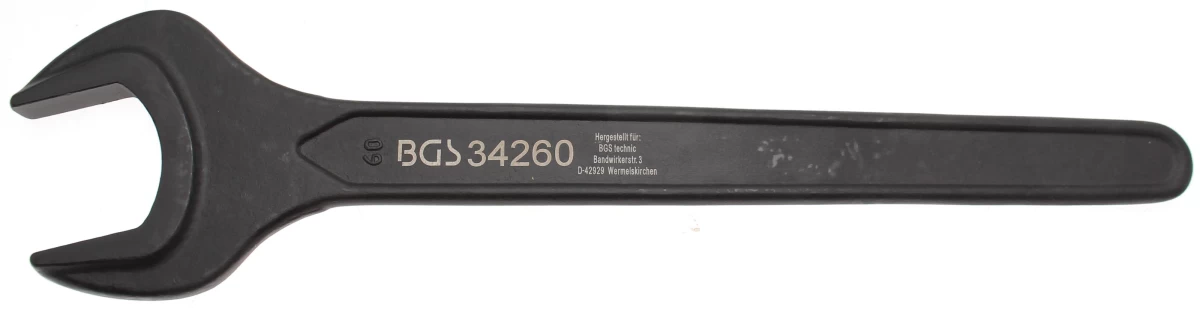 60
BGS 34260
Hergestellt für:
BGS technic
Bandwirkerstr. 3
D-42929 Wermelskirchen